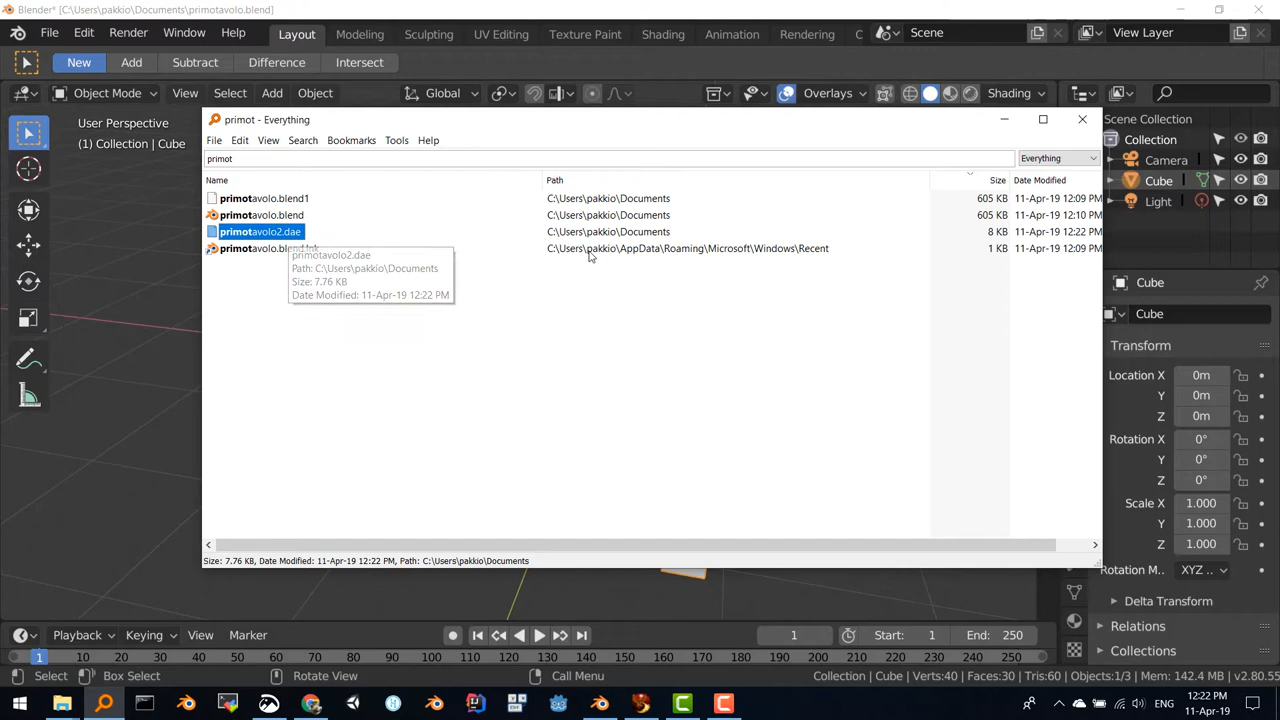 Blender* [C:\Users\pakkio\Documents\primotavolo.blend]
File Edit Render Window Help Layout Modeling Sculpting UV Editing Texture Paint Shading Animation Rendering C Scene View Layer
New Add Subtract Difference Intersect
Object Mode View Select Add Object Global Overlays Shading
User Perspective
(1) Collection | Cube
primot - Everything
File Edit View Search Bookmarks Tools Help
primot Everything
Name Path Size Date Modified
primotavolo.blend1 C:\Users\pakkio\Documents 605 KB 11-Apr-19 12:09 PM
primotavolo.blend C:\Users\pakkio\Documents 605 KB 11-Apr-19 12:10 PM
primotavolo2.dae C:\Users\pakkio\Documents 8 KB 11-Apr-19 12:22 PM
primotavolo.blend.lnk C:\Users\pakkio\AppData\Roaming\Microsoft\Windows\Recent 1 KB 11-Apr-19 12:09 PM
primotavolo2.dae
Path: C:\Users\pakkio\Documents
Size: 7.76 KB
Date Modified: 11-Apr-19 12:22 PM
Size: 7.76 KB, Date Modified: 11-Apr-19 12:22 PM, Path: C:\Users\pakkio\Documents
Scene Collection
Collection
Camera
Cube
Light
Cube
Cube
Transform
Location X 0m
Y 0m
Z 0m
Rotation X 0°
Y 0°
Z 0°
Scale X 1.000
Y 1.000
Z 1.000
Rotation M.. XYZ ..
Delta Transform
Relations
Collections
Playback Keying View Marker 1 Start: 1 End: 250
1 10 20 30 40 50 60 70 80 90 100 110 120 130 140 150 160 170 180 190 200 210 220 230 240 250
Select Box Select Rotate View Call Menu Collection | Cube | Verts:40 | Faces:30 | Tris:60 | Objects:1/3 | Mem: 142.4 MB | v2.80.55
ENG 12:22 PM
11-Apr-19